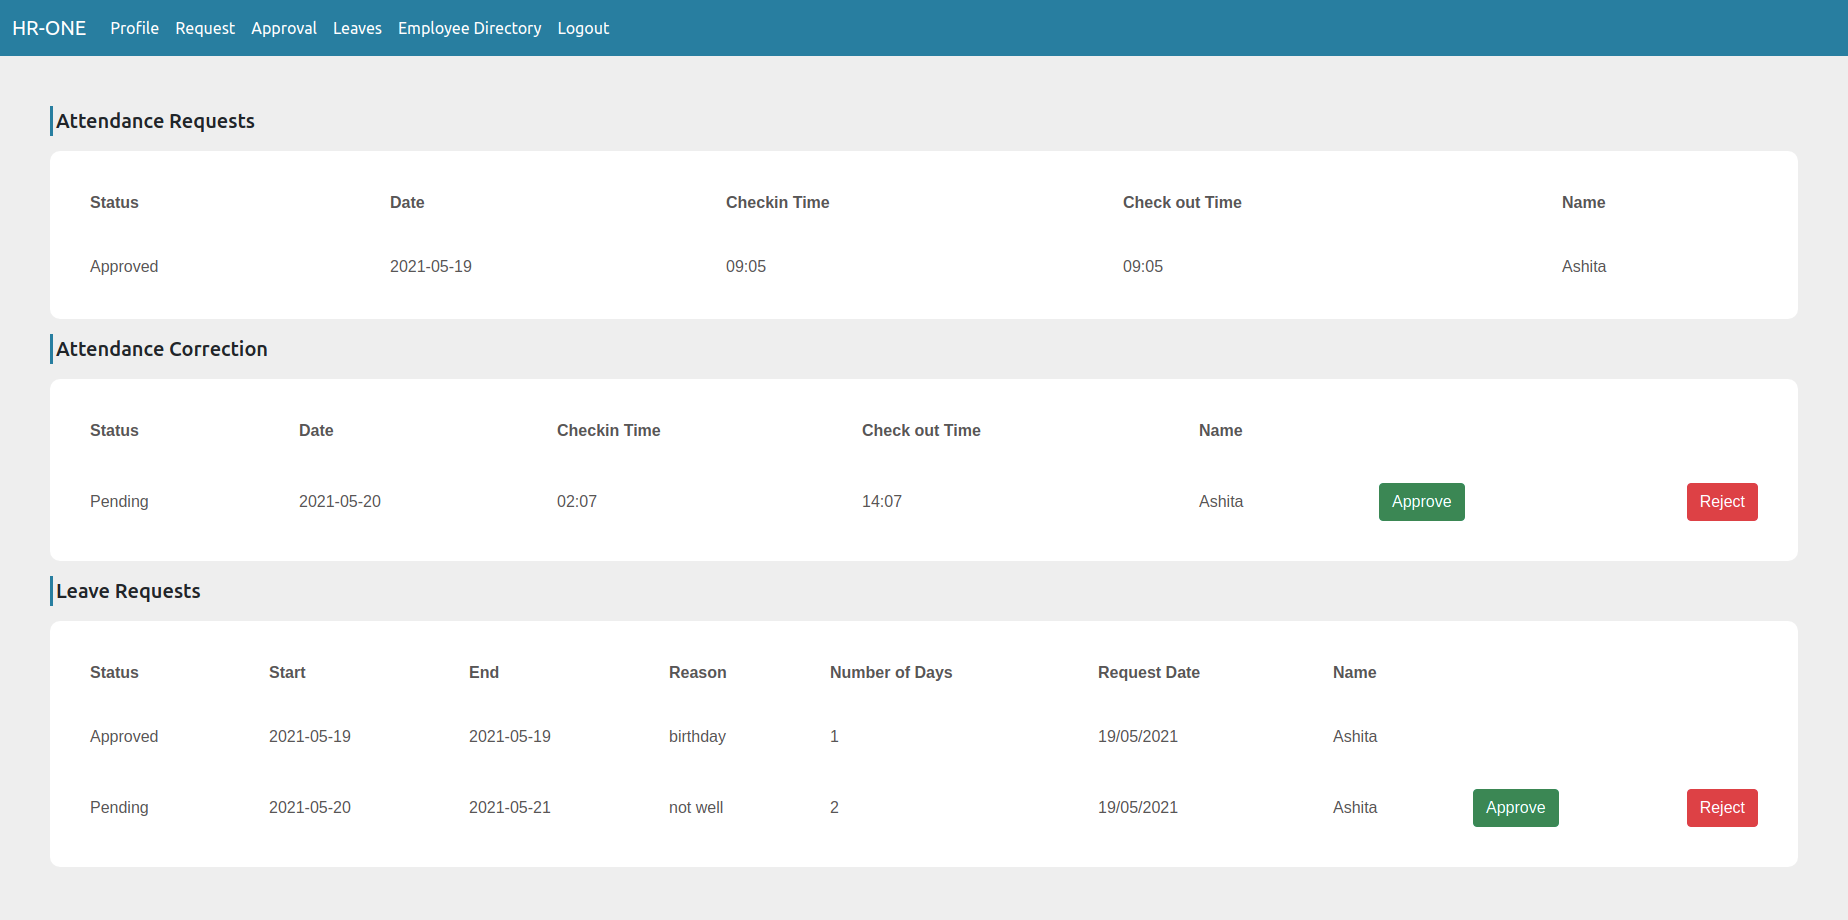 HR-ONE Profile Request Approval Leaves Employee Directory Logout
Attendance Requests
Status Date Checkin Time Check out Time Name
Approved 2021-05-19 09:05 09:05 Ashita
Attendance Correction
Status Date Checkin Time Check out Time Name
Pending 2021-05-20 02:07 14:07 Ashita Approve Reject
Leave Requests
Status Start End Reason Number of Days Request Date Name
Approved 2021-05-19 2021-05-19 birthday 1 19/05/2021 Ashita
Pending 2021-05-20 2021-05-21 not well 2 19/05/2021 Ashita Approve Reject